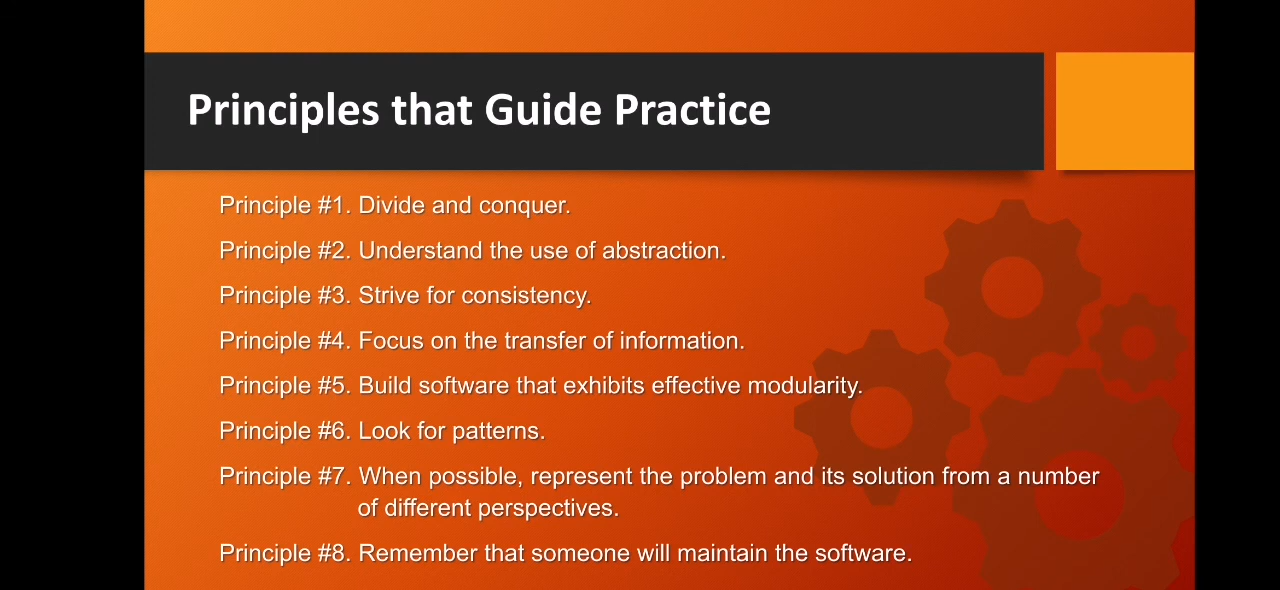 Principles that Guide Practice
Principle #1. Divide and conquer.
Principle #2. Understand the use of abstraction.
Principle #3. Strive for consistency.
Principle #4. Focus on the transfer of information.
Principle #5. Build software that exhibits effective modularity.
Principle #6. Look for patterns.
Principle #7. When possible, represent the problem and its solution from a number
of different perspectives.
Principle #8. Remember that someone will maintain the software.